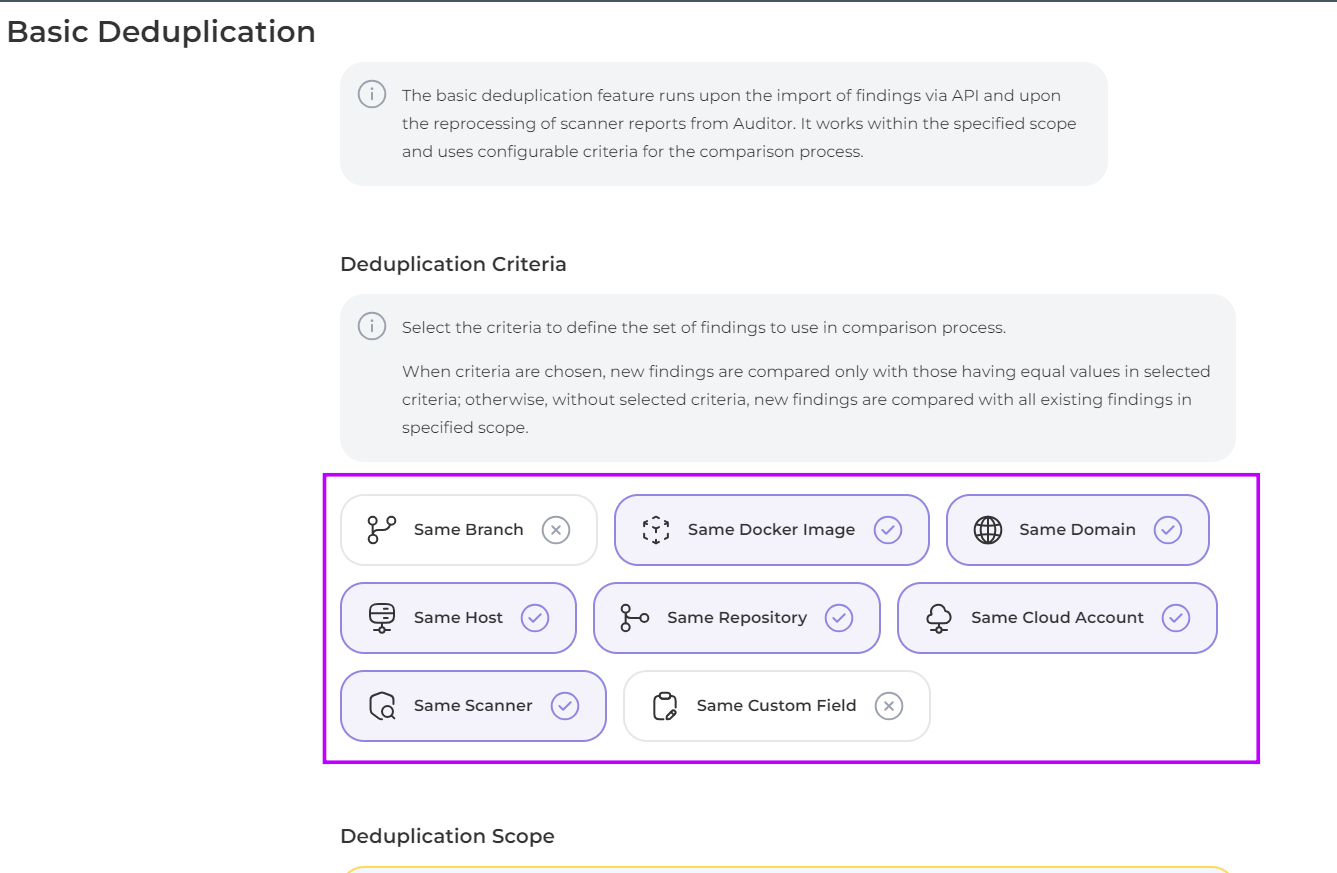 Basic Deduplication
The basic deduplication feature runs upon the import of findings via API and upon
the reprocessing of scanner reports from Auditor. It works within the specified scope
and uses configurable criteria for the comparison process.
Deduplication Criteria
Select the criteria to define the set of findings to use in comparison process.
When criteria are chosen, new findings are compared only with those having equal values in selected
criteria; otherwise, without selected criteria, new findings are compared with all existing findings in
specified scope.
Same Branch
Same Docker Image
Same Domain
Same Host
Same Repository
Same Cloud Account
Same Scanner
Same Custom Field
Deduplication Scope